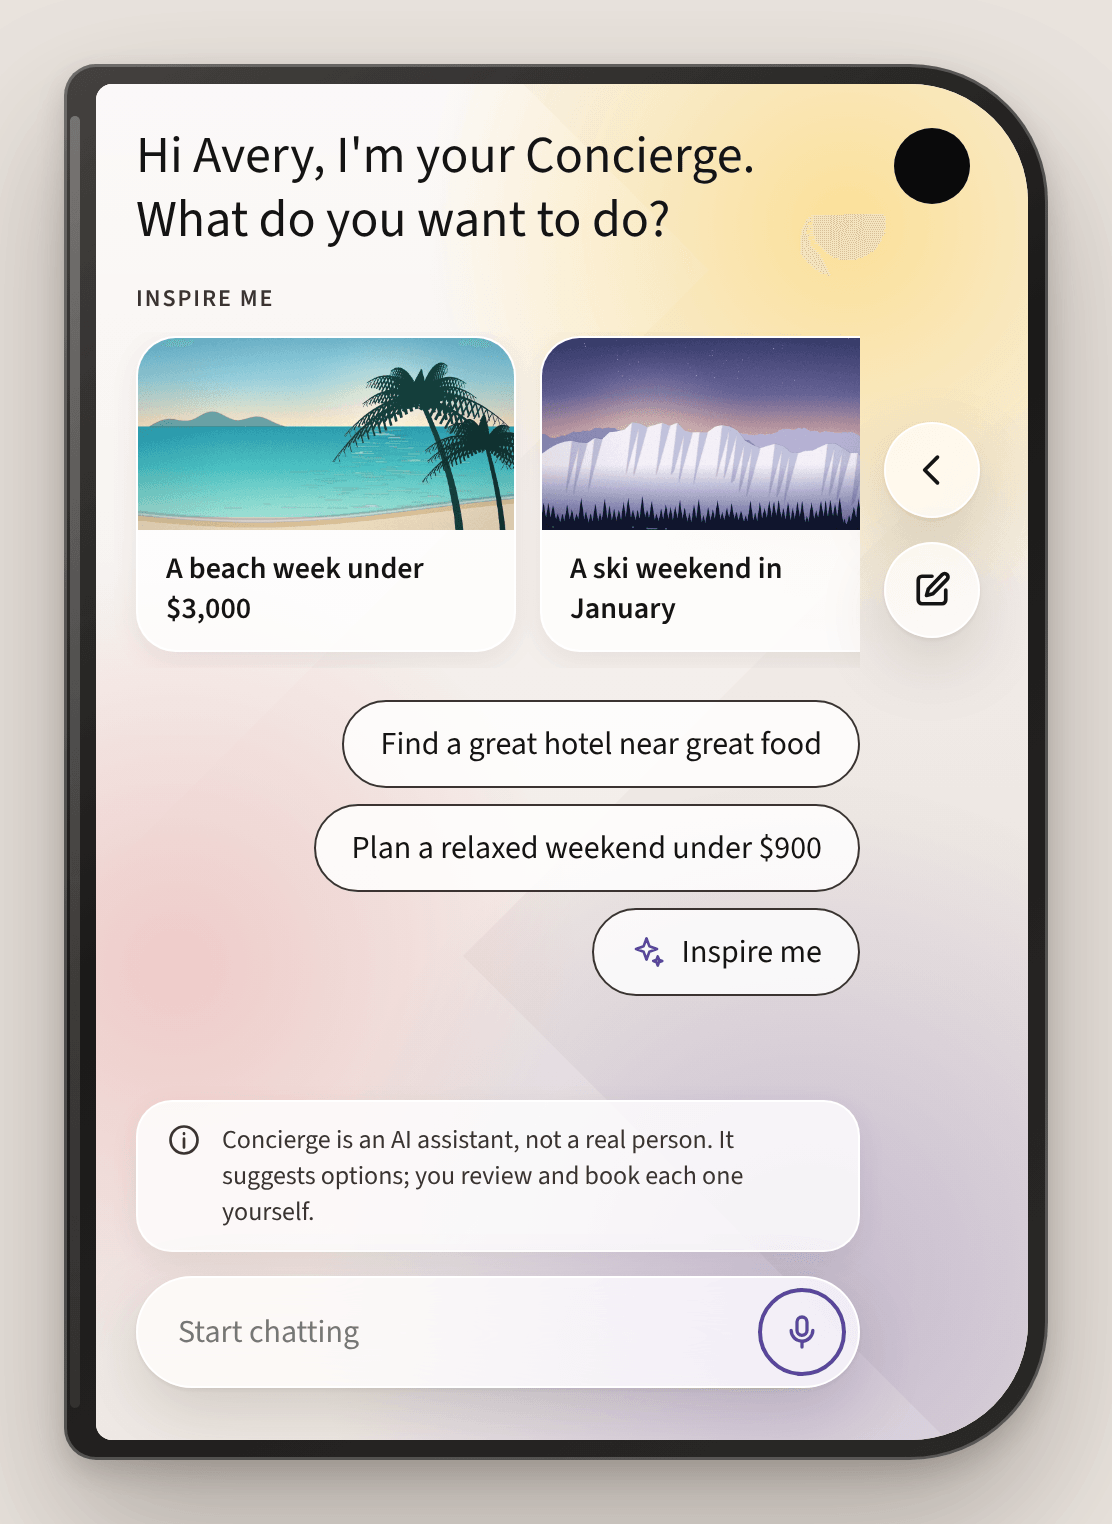 Hi Avery, I'm your Concierge.
What do you want to do?
INSPIRE ME
A beach week under
$3,000
A ski weekend in
January
Find a great hotel near great food
Plan a relaxed weekend under $900
Inspire me
Concierge is an AI assistant, not a real person. It
suggests options; you review and book each one
yourself.
Start chatting